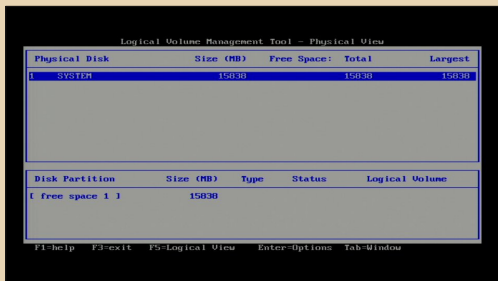 Logical Volume Management Tool - Physical View
Physical Disk Size (MB) Free Space: Total Largest
1 SYSTEM 15838 15838 15838
Disk Partition Size (MB) Type Status Logical Volume
[ free space 1 ] 15838
F1=help F3=exit F5=Logical View Enter=Options Tab=Window